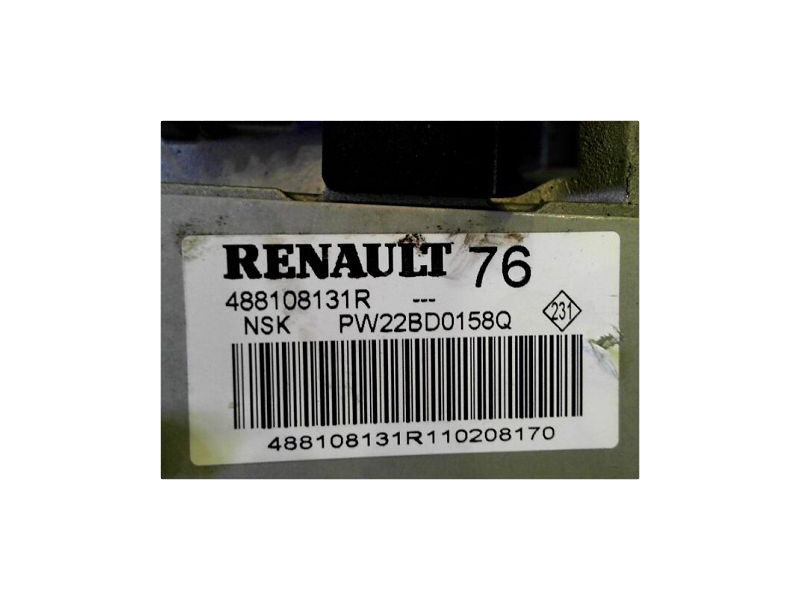 RENAULT 76
488108131R ---
NSK PW22BD0158Q 231
488108131R110208170